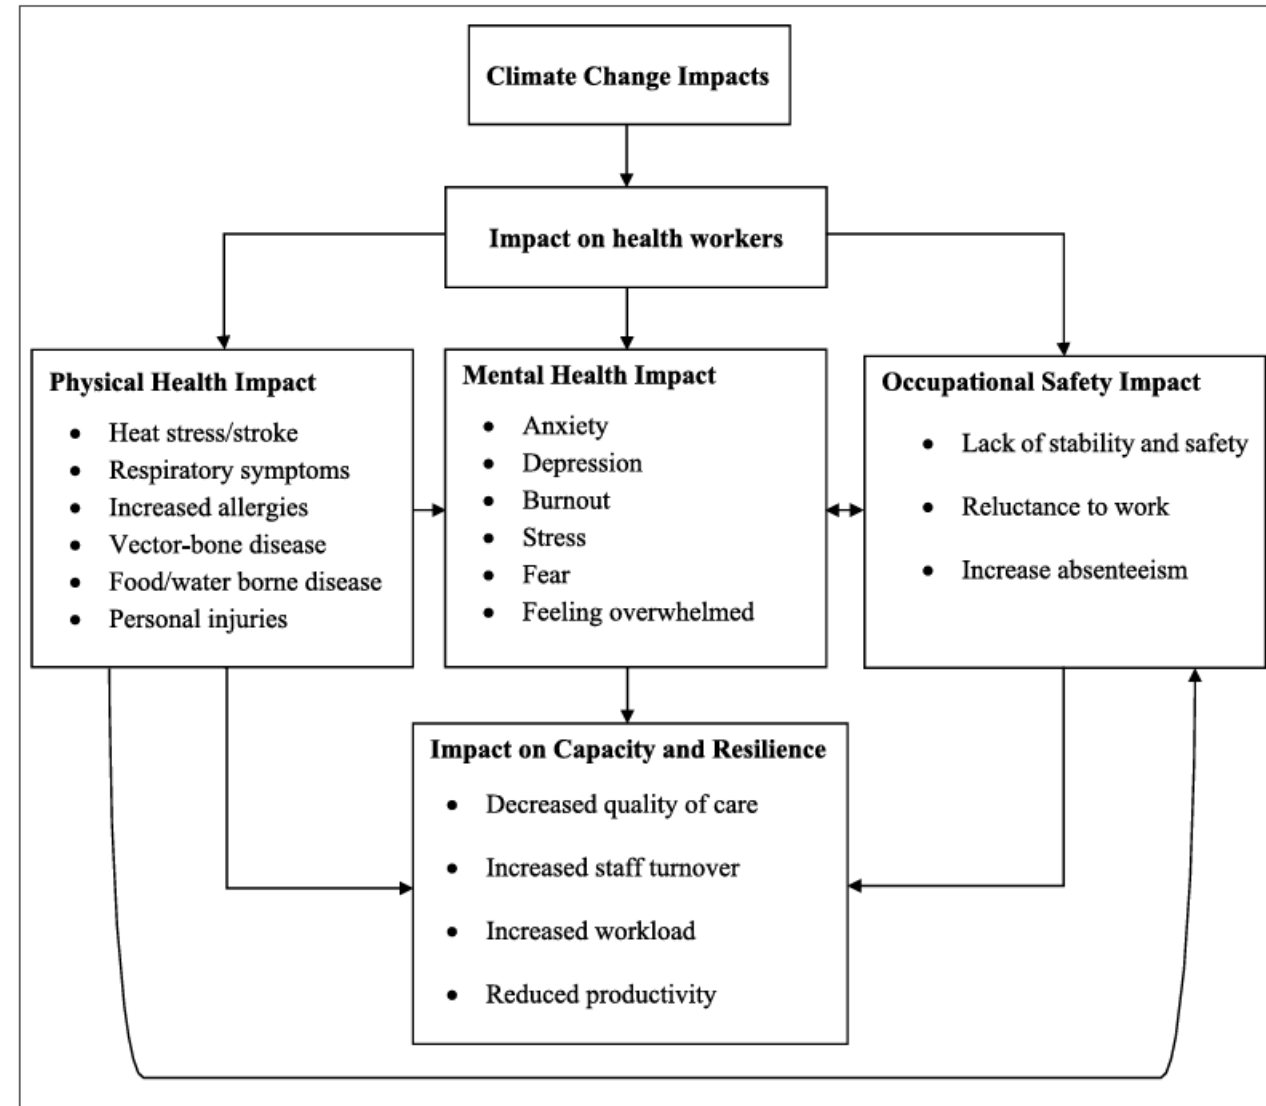 Climate Change Impacts
Impact on health workers
Physical Health Impact
• Heat stress/stroke
• Respiratory symptoms
• Increased allergies
• Vector-bone disease
• Food/water borne disease
• Personal injuries
Mental Health Impact
• Anxiety
• Depression
• Burnout
• Stress
• Fear
• Feeling overwhelmed
Occupational Safety Impact
• Lack of stability and safety
• Reluctance to work
• Increase absenteeism
Impact on Capacity and Resilience
• Decreased quality of care
• Increased staff turnover
• Increased workload
• Reduced productivity